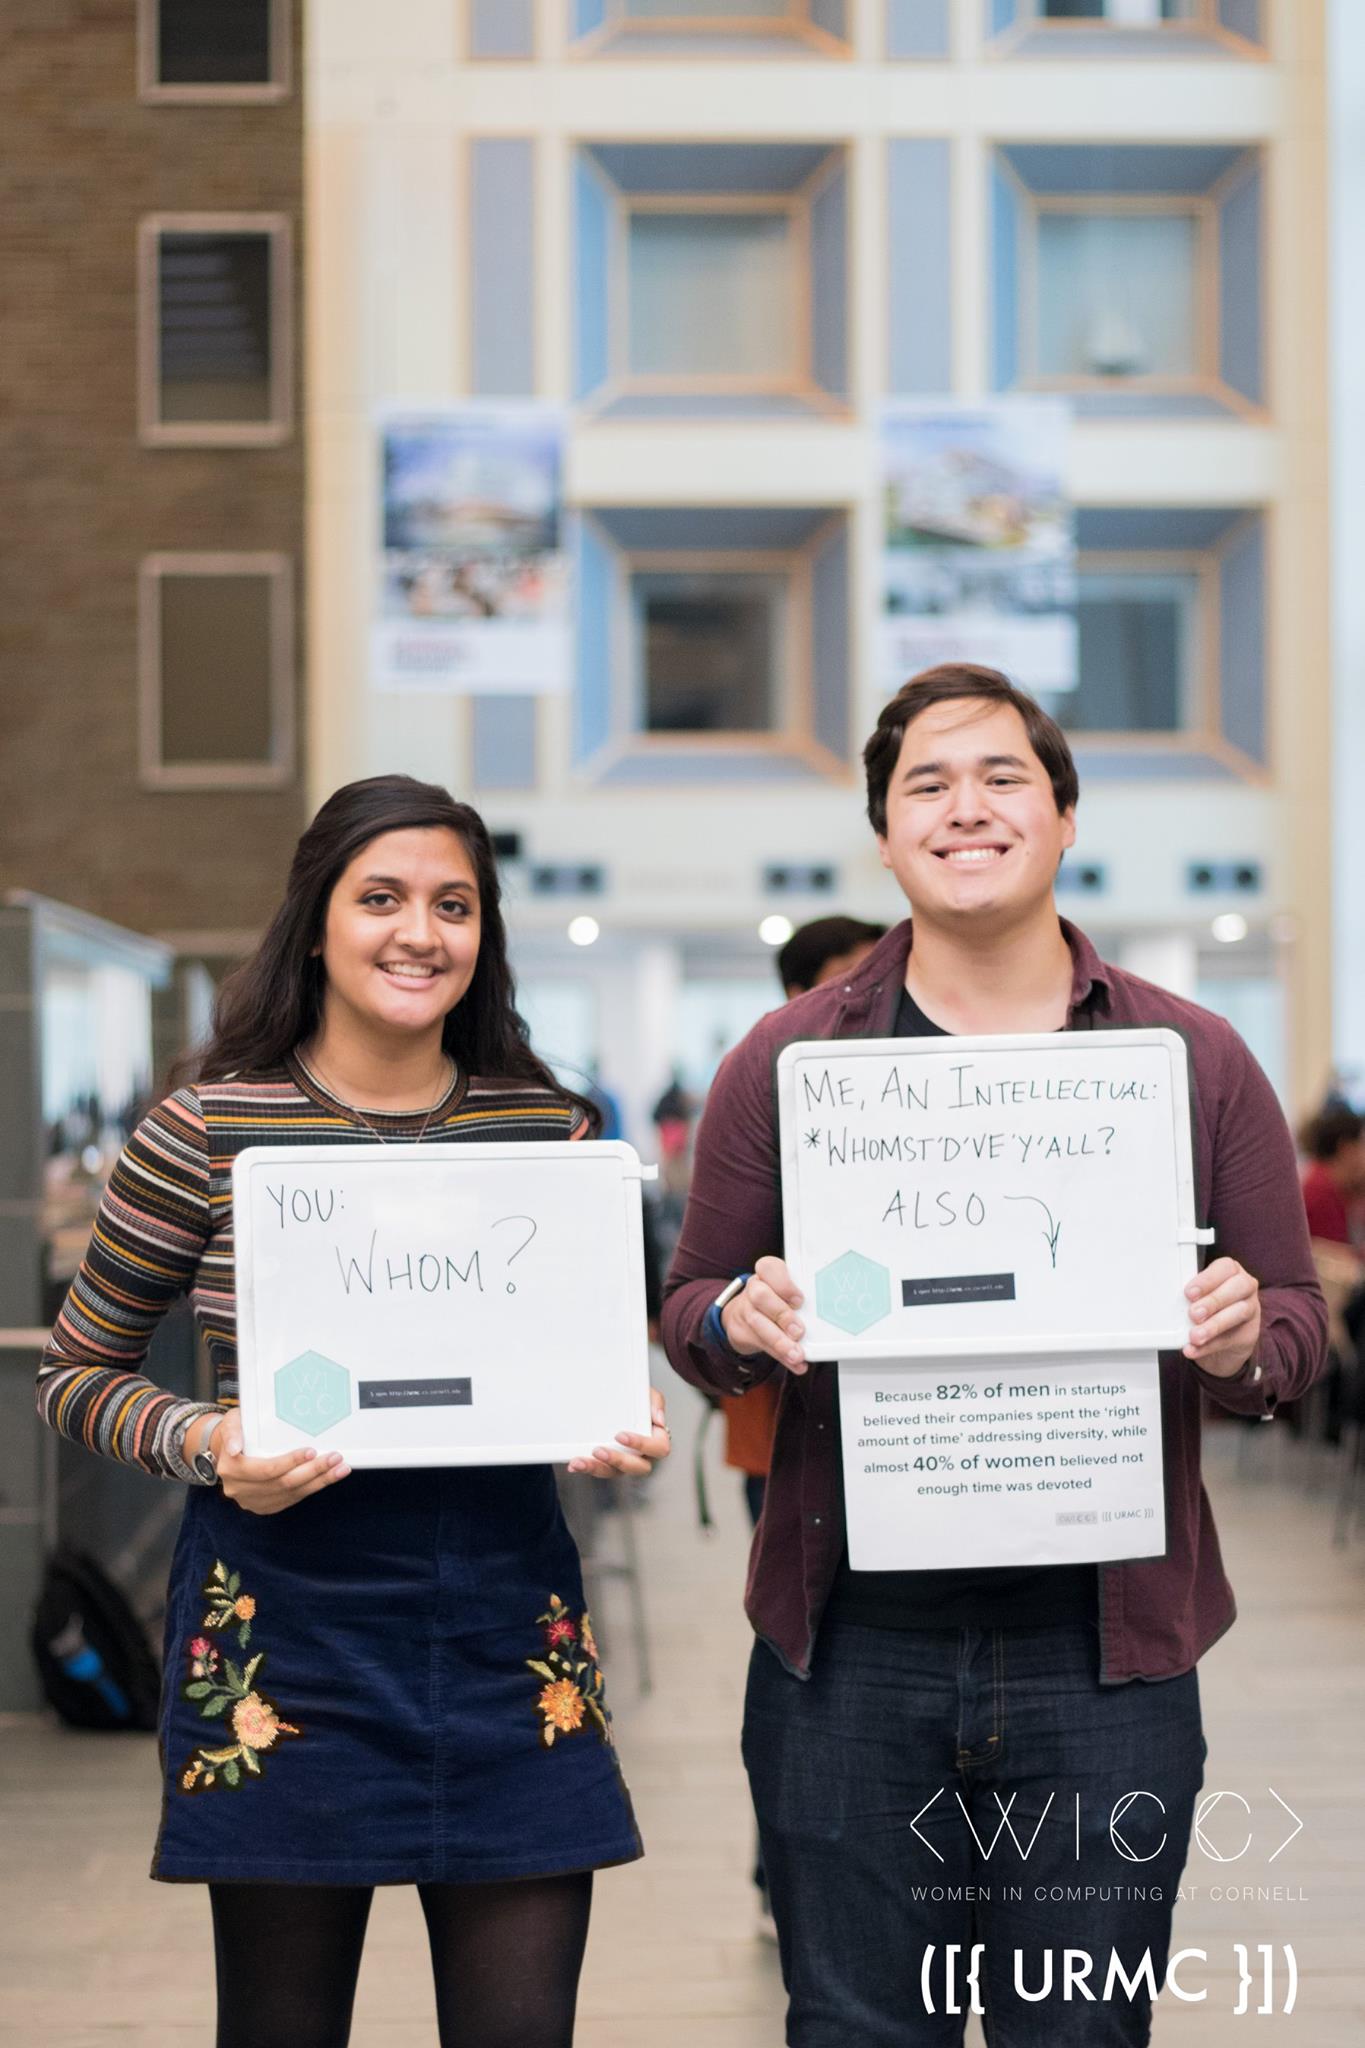 YOU:
WHOM?
WI
CC
$ open http://urmc.cs.cornell.edu
ME, AN INTELLECTUAL:
*WHOMST'D'VE'Y'ALL?
ALSO
WI
CC
$ open http://urmc.cs.cornell.edu
Because 82% of men in startups
believed their companies spent the 'right
amount of time' addressing diversity, while
almost 40% of women believed not
enough time was devoted
<WICC> ([{ URMC }])
<WICC>
WOMEN IN COMPUTING AT CORNELL
([{ URMC }])